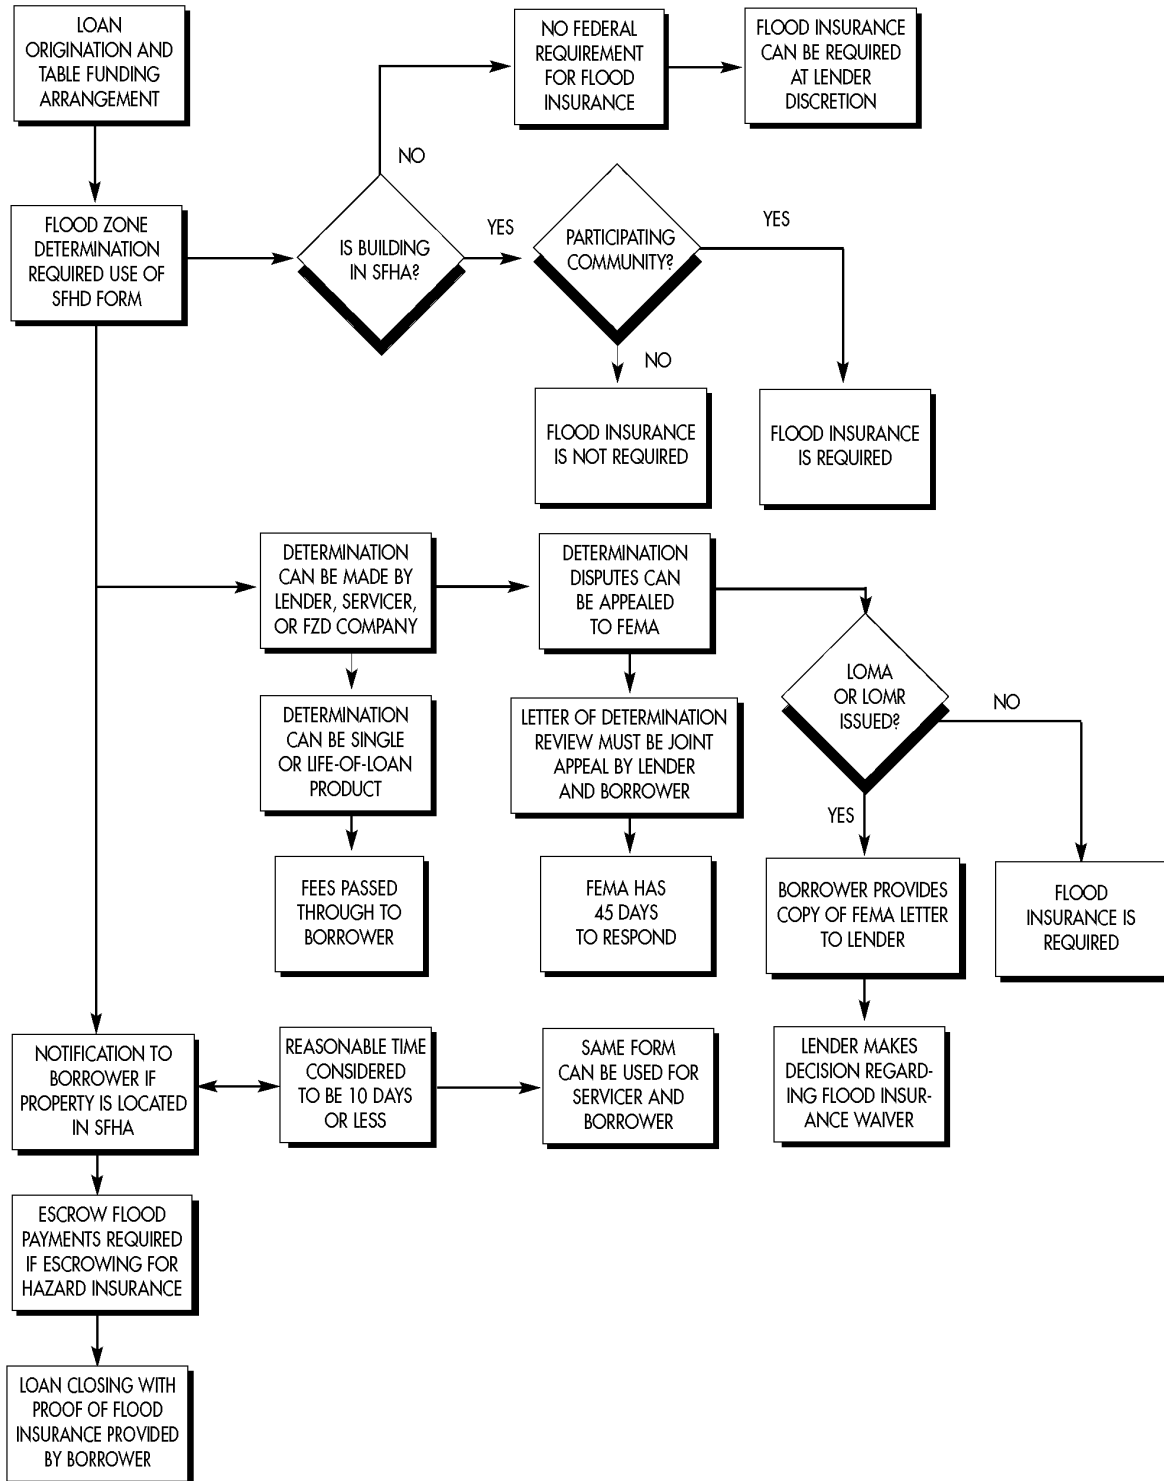 LOAN
ORIGINATION AND
TABLE FUNDING
ARRANGEMENT
NO FEDERAL
REQUIREMENT
FOR FLOOD
INSURANCE
FLOOD INSURANCE
CAN BE REQUIRED
AT LENDER
DISCRETION
NO
FLOOD ZONE
DETERMINATION
REQUIRED USE OF
SFHD FORM
IS BUILDING
IN SFHA?
YES
PARTICIPATING
COMMUNITY?
YES
NO
FLOOD INSURANCE
IS NOT REQUIRED
FLOOD INSURANCE
IS REQUIRED
DETERMINATION
CAN BE MADE BY
LENDER, SERVICER,
OR FZD COMPANY
DETERMINATION
DISPUTES CAN
BE APPEALED
TO FEMA
LOMA
OR LOMR
ISSUED?
NO
YES
DETERMINATION
CAN BE SINGLE
OR LIFE-OF-LOAN
PRODUCT
LETTER OF DETERMINATION
REVIEW MUST BE JOINT
APPEAL BY LENDER
AND BORROWER
FEES PASSED
THROUGH TO
BORROWER
FEMA HAS
45 DAYS
TO RESPOND
BORROWER PROVIDES
COPY OF FEMA LETTER
TO LENDER
FLOOD
INSURANCE IS
REQUIRED
NOTIFICATION TO
BORROWER IF
PROPERTY IS LOCATED
IN SFHA
REASONABLE TIME
CONSIDERED
TO BE 10 DAYS
OR LESS
SAME FORM
CAN BE USED FOR
SERVICER AND
BORROWER
LENDER MAKES
DECISION REGARD-
ING FLOOD INSUR-
ANCE WAIVER
ESCROW FLOOD
PAYMENTS REQUIRED
IF ESCROWING FOR
HAZARD INSURANCE
LOAN CLOSING WITH
PROOF OF FLOOD
INSURANCE PROVIDED
BY BORROWER